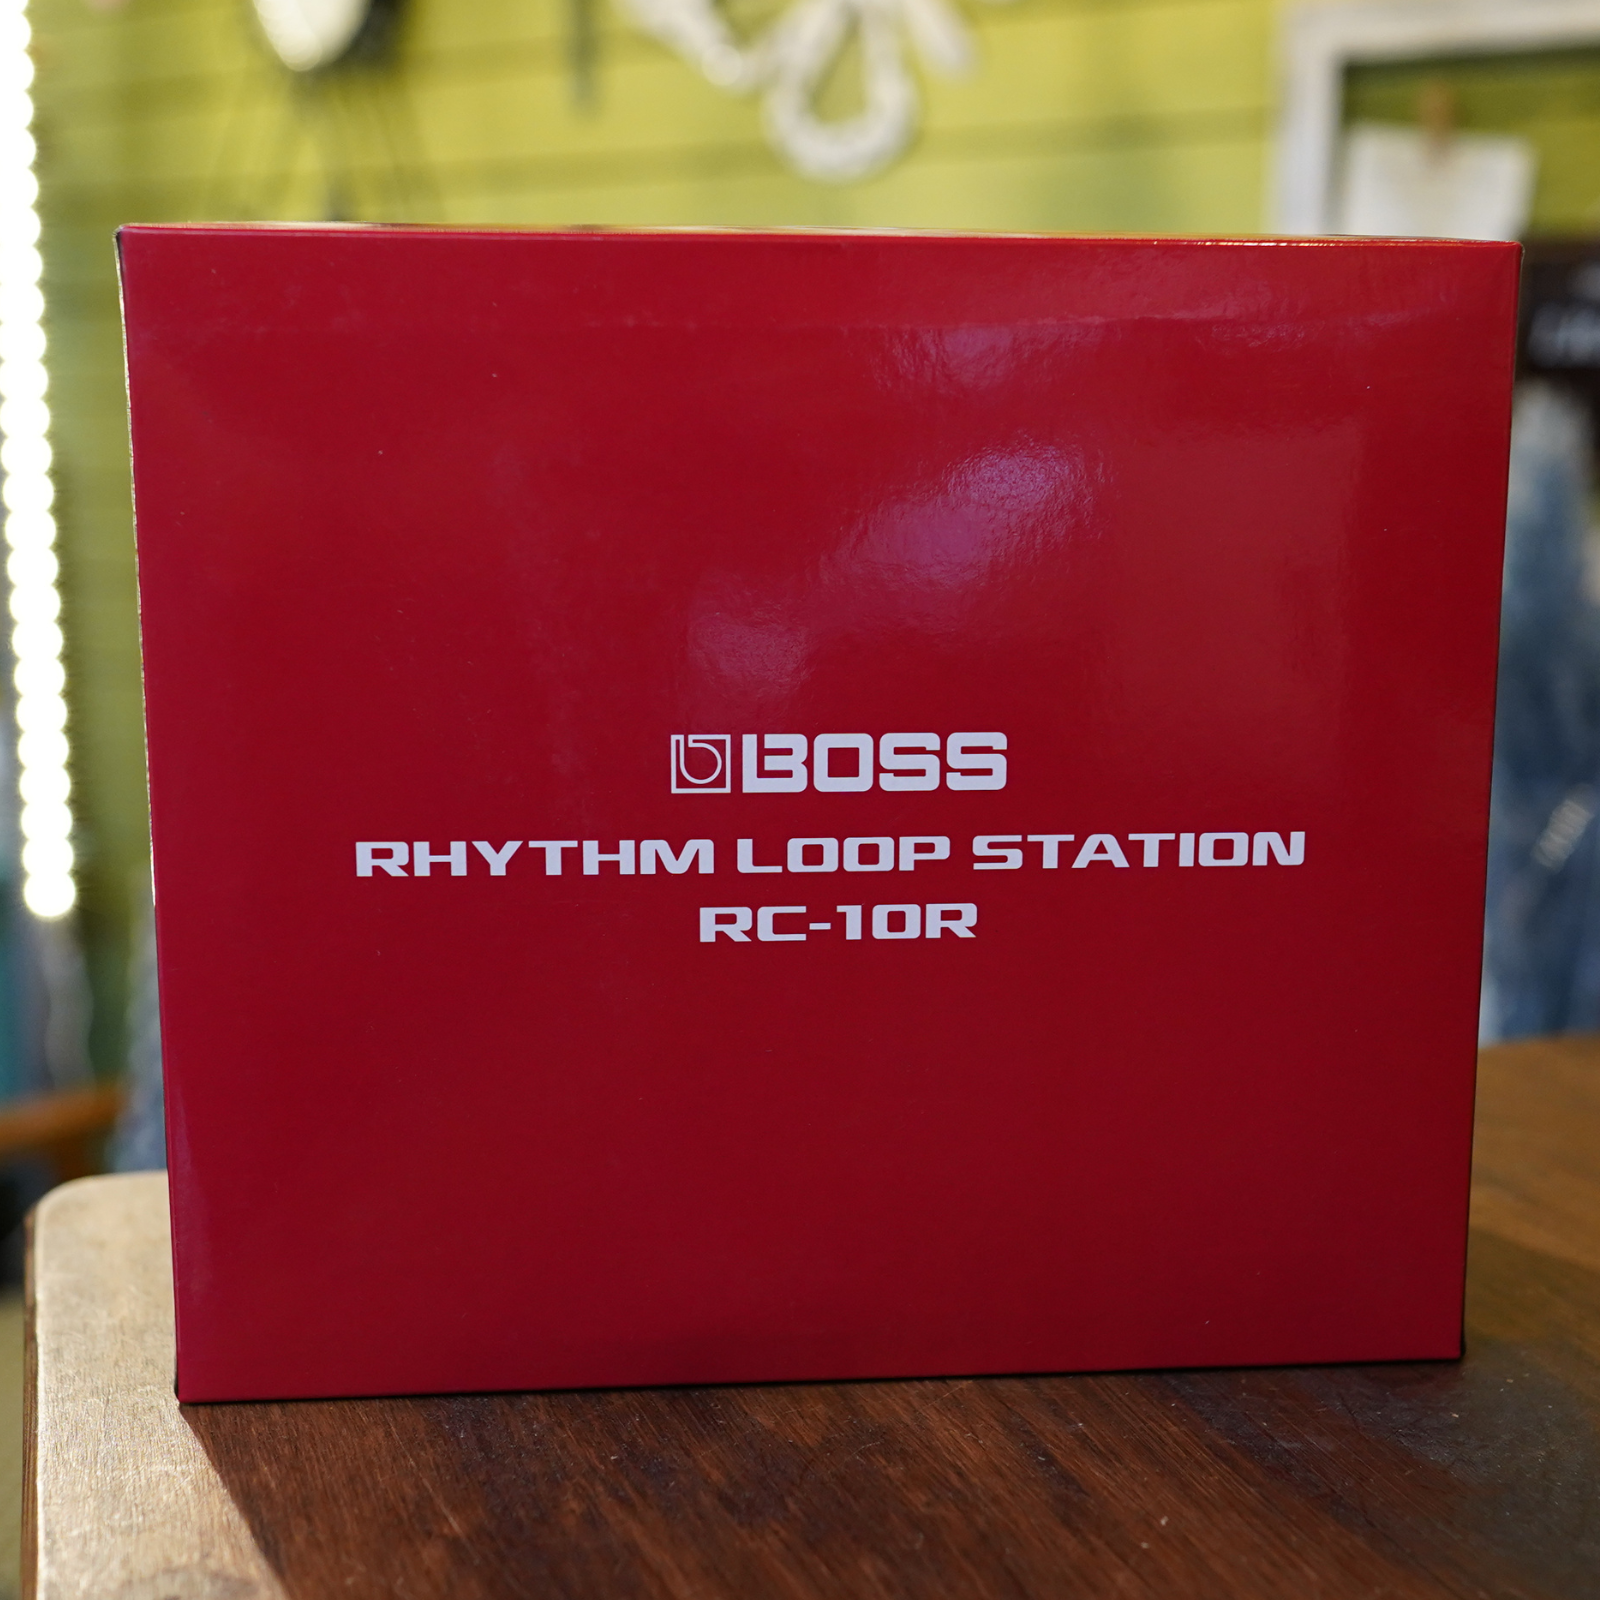 BOSS
RHYTHM LOOP STATION
RC-10R